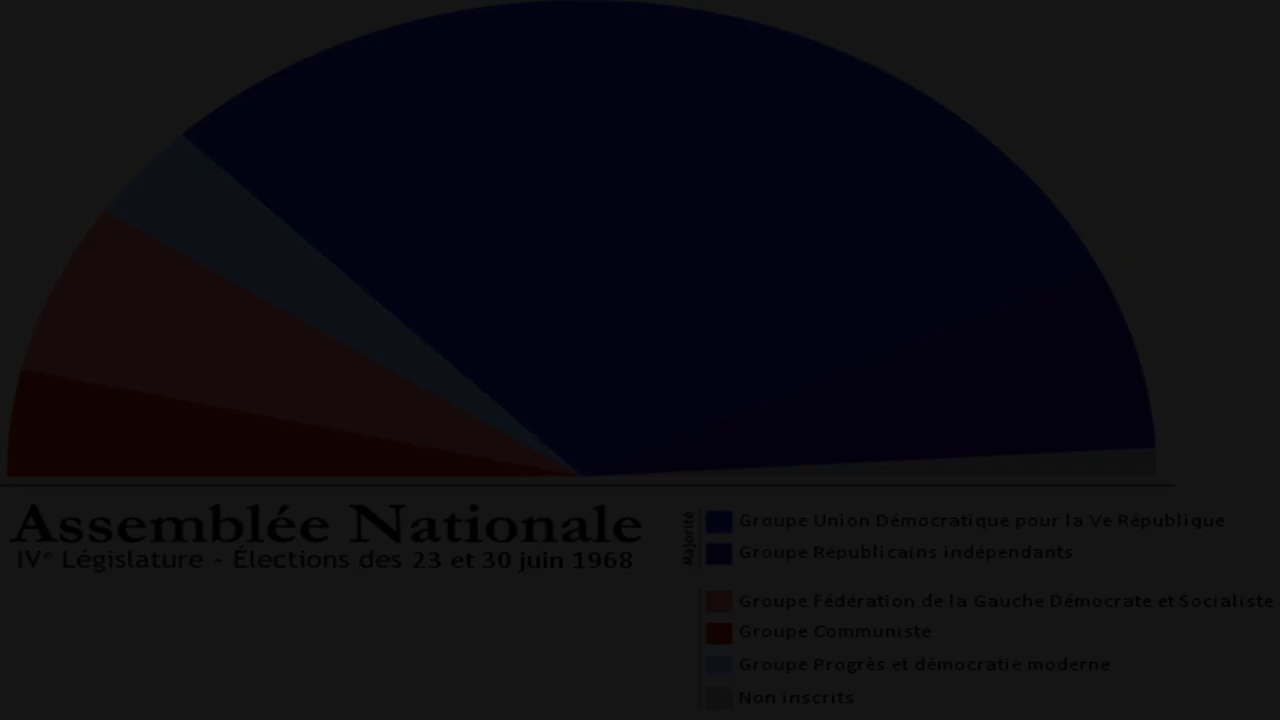 Assemblée Nationale
IVᵉ Législature - Élections des 23 et 30 juin 1968
Majorité
Groupe Union Démocratique pour la Ve République
Groupe Républicains indépendants
Groupe Fédération de la Gauche Démocrate et Socialiste
Groupe Communiste
Groupe Progrès et démocratie moderne
Non inscrits